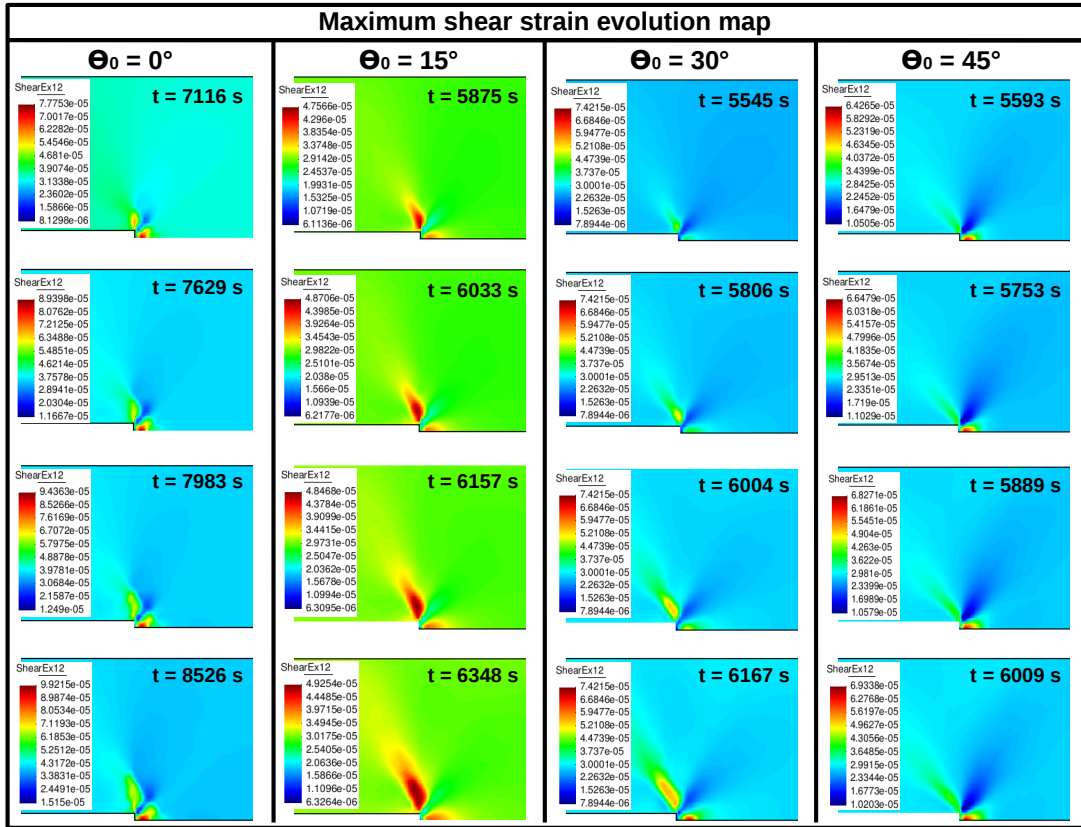 Maximum shear strain evolution map
Θ₀ = 0°
Θ₀ = 15°
Θ₀ = 30°
Θ₀ = 45°
ShearEx12
7.7753e-05
7.0017e-05
6.2282e-05
5.4546e-05
4.681e-05
3.9074e-05
3.1338e-05
2.3602e-05
1.5866e-05
8.1298e-06
t = 7116 s
ShearEx12
4.7566e-05
4.296e-05
3.8354e-05
3.3748e-05
2.9142e-05
2.4537e-05
1.9931e-05
1.5325e-05
1.0719e-05
6.1136e-06
t = 5875 s
ShearEx12
7.4215e-05
6.6846e-05
5.9477e-05
5.2108e-05
4.4739e-05
3.737e-05
3.0001e-05
2.2632e-05
1.5263e-05
7.8944e-06
t = 5545 s
ShearEx12
6.4265e-05
5.8292e-05
5.2319e-05
4.6345e-05
4.0372e-05
3.4399e-05
2.8425e-05
2.2452e-05
1.6479e-05
1.0505e-05
t = 5593 s
ShearEx12
8.9398e-05
8.0762e-05
7.2125e-05
6.3488e-05
5.4851e-05
4.6214e-05
3.7578e-05
2.8941e-05
2.0304e-05
1.1667e-05
t = 7629 s
ShearEx12
4.8706e-05
4.3985e-05
3.9264e-05
3.4543e-05
2.9822e-05
2.5101e-05
2.038e-05
1.566e-05
1.0939e-05
6.2177e-06
t = 6033 s
ShearEx12
7.4215e-05
6.6846e-05
5.9477e-05
5.2108e-05
4.4739e-05
3.737e-05
3.0001e-05
2.2632e-05
1.5263e-05
7.8944e-06
t = 5806 s
ShearEx12
6.6479e-05
6.0318e-05
5.4157e-05
4.7996e-05
4.1835e-05
3.5674e-05
2.9513e-05
2.3351e-05
1.719e-05
1.1029e-05
t = 5753 s
ShearEx12
9.4363e-05
8.5266e-05
7.6169e-05
6.7072e-05
5.7975e-05
4.8878e-05
3.9781e-05
3.0684e-05
2.1587e-05
1.249e-05
t = 7983 s
ShearEx12
4.8468e-05
4.3784e-05
3.9099e-05
3.4415e-05
2.9731e-05
2.5047e-05
2.0362e-05
1.5678e-05
1.0994e-05
6.3095e-06
t = 6157 s
ShearEx12
7.4215e-05
6.6846e-05
5.9477e-05
5.2108e-05
4.4739e-05
3.737e-05
3.0001e-05
2.2632e-05
1.5263e-05
7.8944e-06
t = 6004 s
ShearEx12
6.8271e-05
6.1861e-05
5.5451e-05
4.904e-05
4.263e-05
3.622e-05
2.981e-05
2.3399e-05
1.6989e-05
1.0579e-05
t = 5889 s
ShearEx12
9.9215e-05
8.9874e-05
8.0534e-05
7.1193e-05
6.1853e-05
5.2512e-05
4.3172e-05
3.3831e-05
2.4491e-05
1.515e-05
t = 8526 s
ShearEx12
4.9254e-05
4.4485e-05
3.9715e-05
3.4945e-05
3.0175e-05
2.5405e-05
2.0636e-05
1.5866e-05
1.1096e-05
6.3264e-06
t = 6348 s
ShearEx12
7.4215e-05
6.6846e-05
5.9477e-05
5.2108e-05
4.4739e-05
3.737e-05
3.0001e-05
2.2632e-05
1.5263e-05
7.8944e-06
t = 6167 s
ShearEx12
6.9338e-05
6.2768e-05
5.6197e-05
4.9627e-05
4.3056e-05
3.6485e-05
2.9915e-05
2.3344e-05
1.6773e-05
1.0203e-05
t = 6009 s